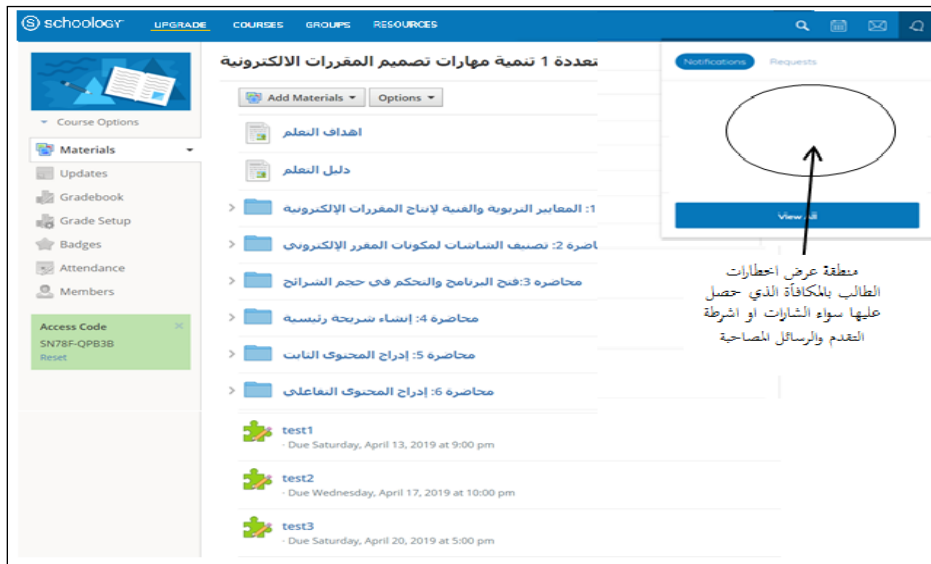 schoology UPGRADE COURSES GROUPS RESOURCES
تعددة 1 تنمية مهارات تصميم المقررات الالكترونية
Notifications Requests
Add Materials Options
Course Options
Materials
Updates
Gradebook
Grade Setup
Badges
Attendance
Members
Access Code
SN78F-QPB3B
Reset
اهداف التعلم
دليل التعلم
1: المعايير التربوية والفنية لإنتاج المقررات الإلكترونية
اضرة 2: تصنيف الشاشات لمكونات المقرر الإلكتروني
محاضرة 3:فتح البرنامج والتحكم في حجم الشرائح
محاضرة 4: إنشاء شريحة رئيسية
محاضرة 5: إدراج المحتوى الثابت
محاضرة 6: إدراج المحتوى التفاعلي
test1
· Due Saturday, April 13, 2019 at 9:00 pm
test2
· Due Wednesday, April 17, 2019 at 10:00 pm
test3
· Due Saturday, April 20, 2019 at 5:00 pm
View All
منطقة عرض اخطارات
الطالب بالمكافأة الذي حصل
عليها سواء الشارات او اشرطة
التقدم والرسائل المصاحبة